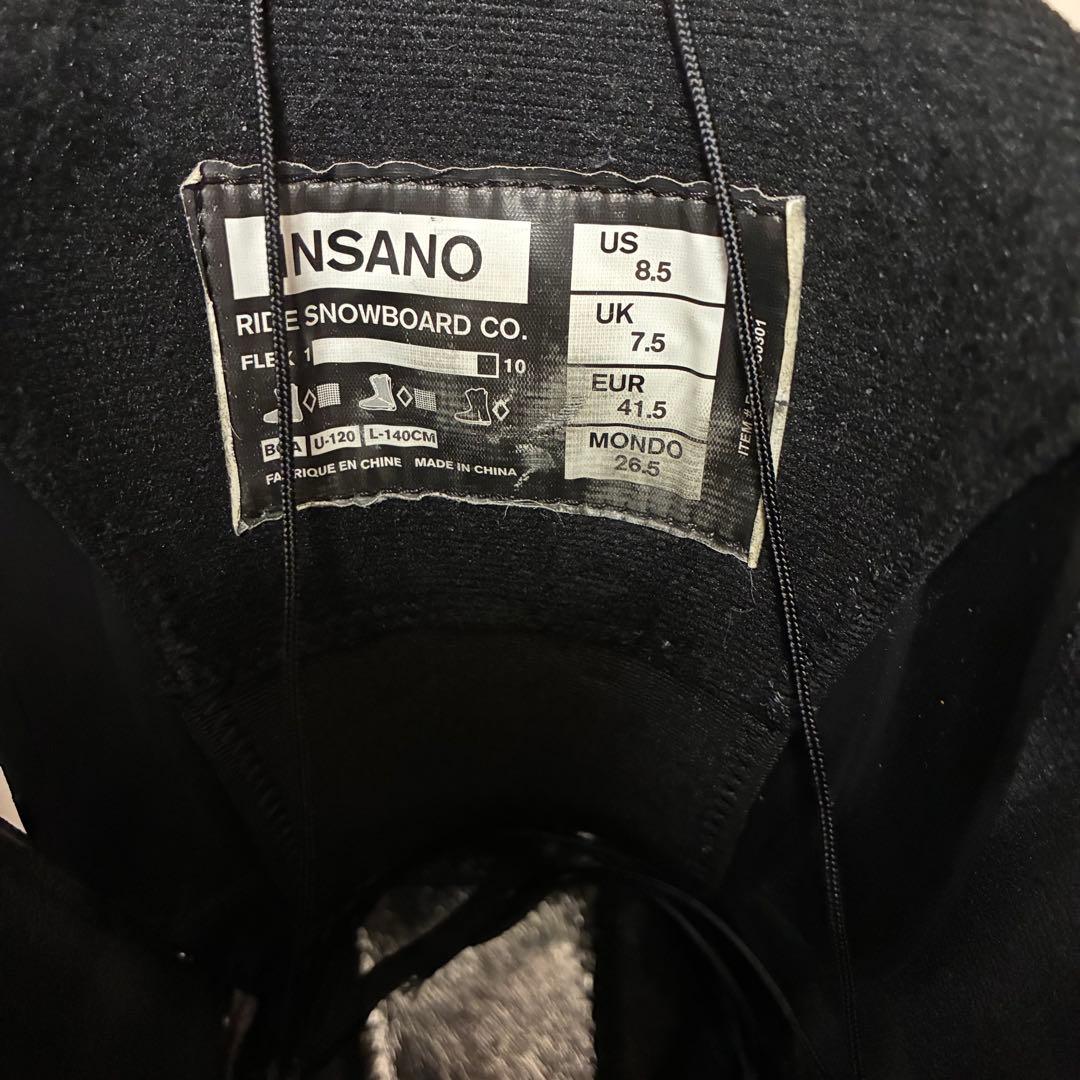 INSANO
RIDE SNOWBOARD CO.
FLEX 1 10
BOA U-120 L-140CM
FABRIQUE EN CHINE MADE IN CHINA
US
8.5
UK
7.5
EUR
41.5
MONDO
26.5
ITEM